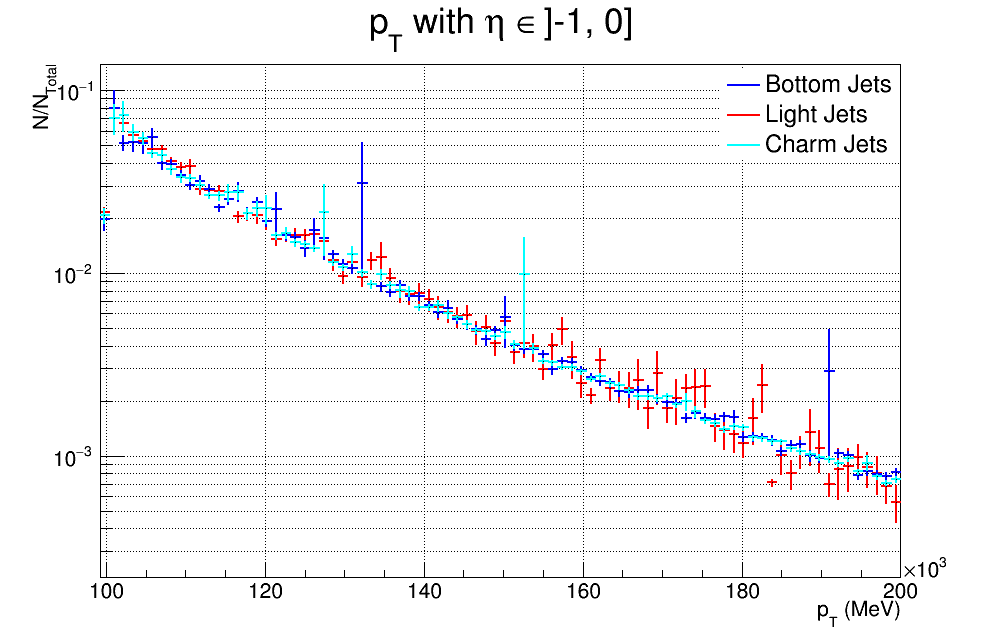 p_T with η ∈ ]-1, 0]
N/N_Total
10^−1
10^−2
10^−3
Bottom Jets
Light Jets
Charm Jets
100 120 140 160 180 200
×10^3
p_T (MeV)